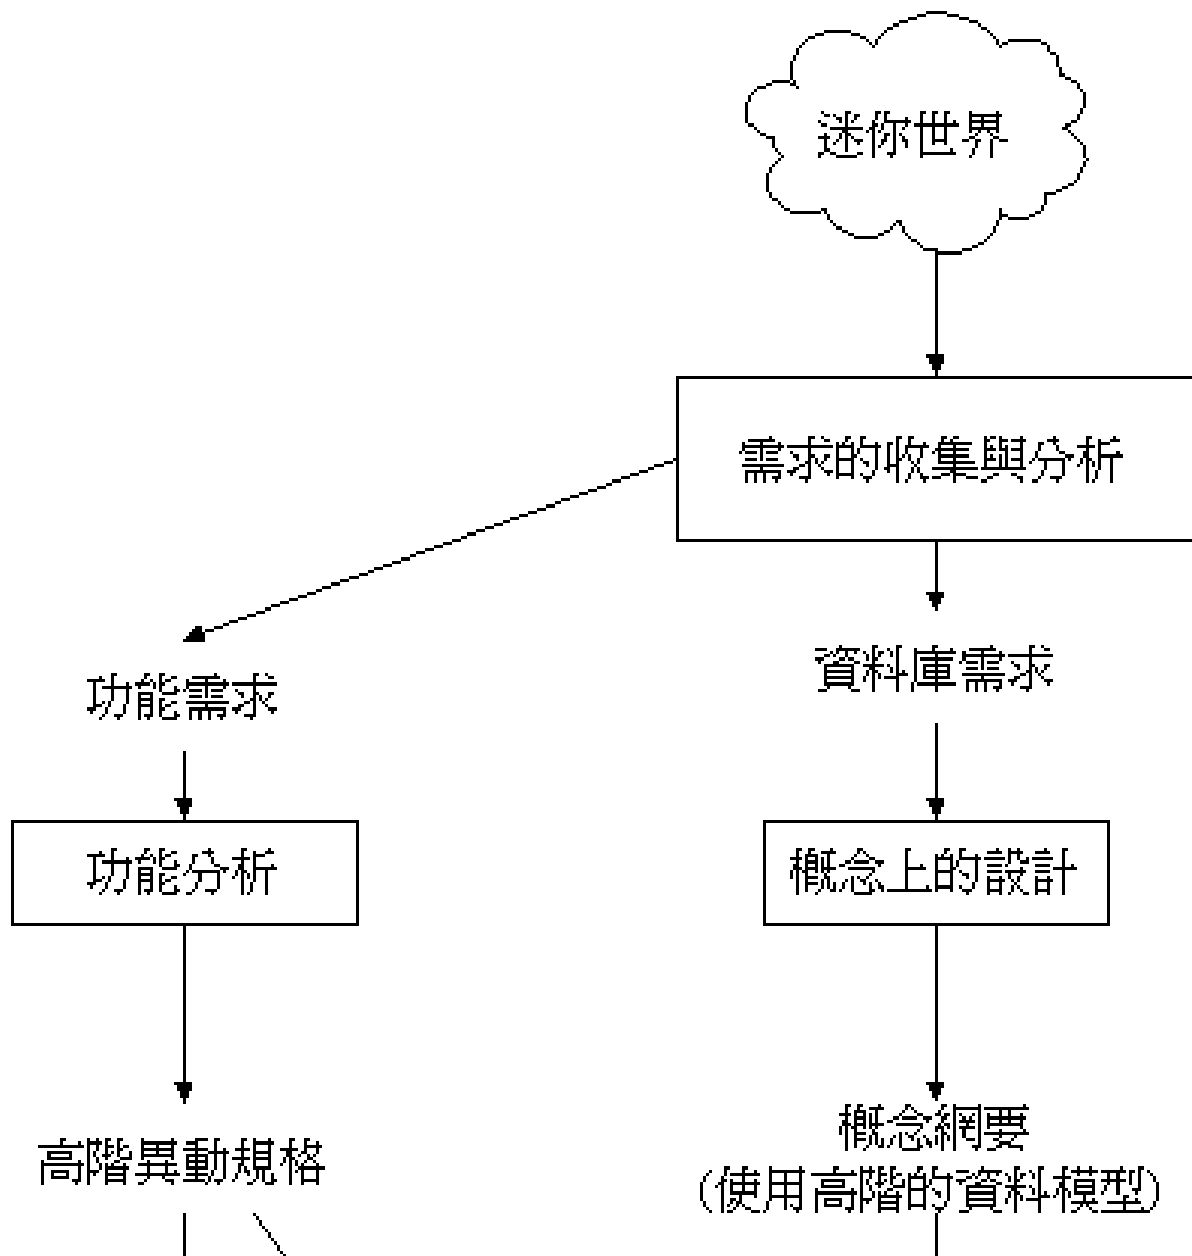 迷你世界
需求的收集與分析
功能需求
資料庫需求
功能分析
概念上的設計
高階異動規格
概念綱要
(使用高階的資料模型)